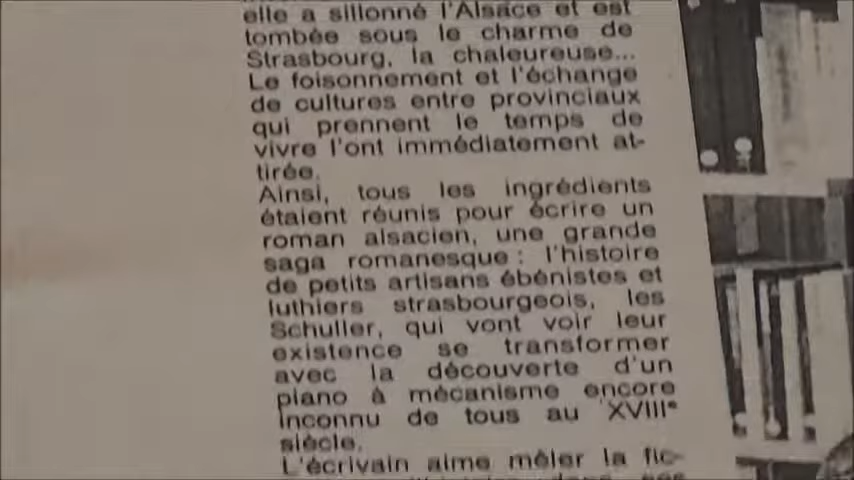 elle a sillonné l'Alsace et est
tombée sous le charme de
Strasbourg, la chaleureuse...
Le foisonnement et l'échange
de cultures entre provinciaux
qui prennent le temps de
vivre l'ont immédiatement at-
tirée.
Ainsi, tous les ingrédients
étaient réunis pour écrire un
roman alsacien, une grande
saga romanesque : l'histoire
de petits artisans ébénistes et
luthiers strasbourgeois, les
Schuller, qui vont voir leur
existence se transformer
avec la découverte d'un
piano à mécanisme encore
inconnu de tous au XVIIIe
siècle.
L'écrivain aime mêler la fic-